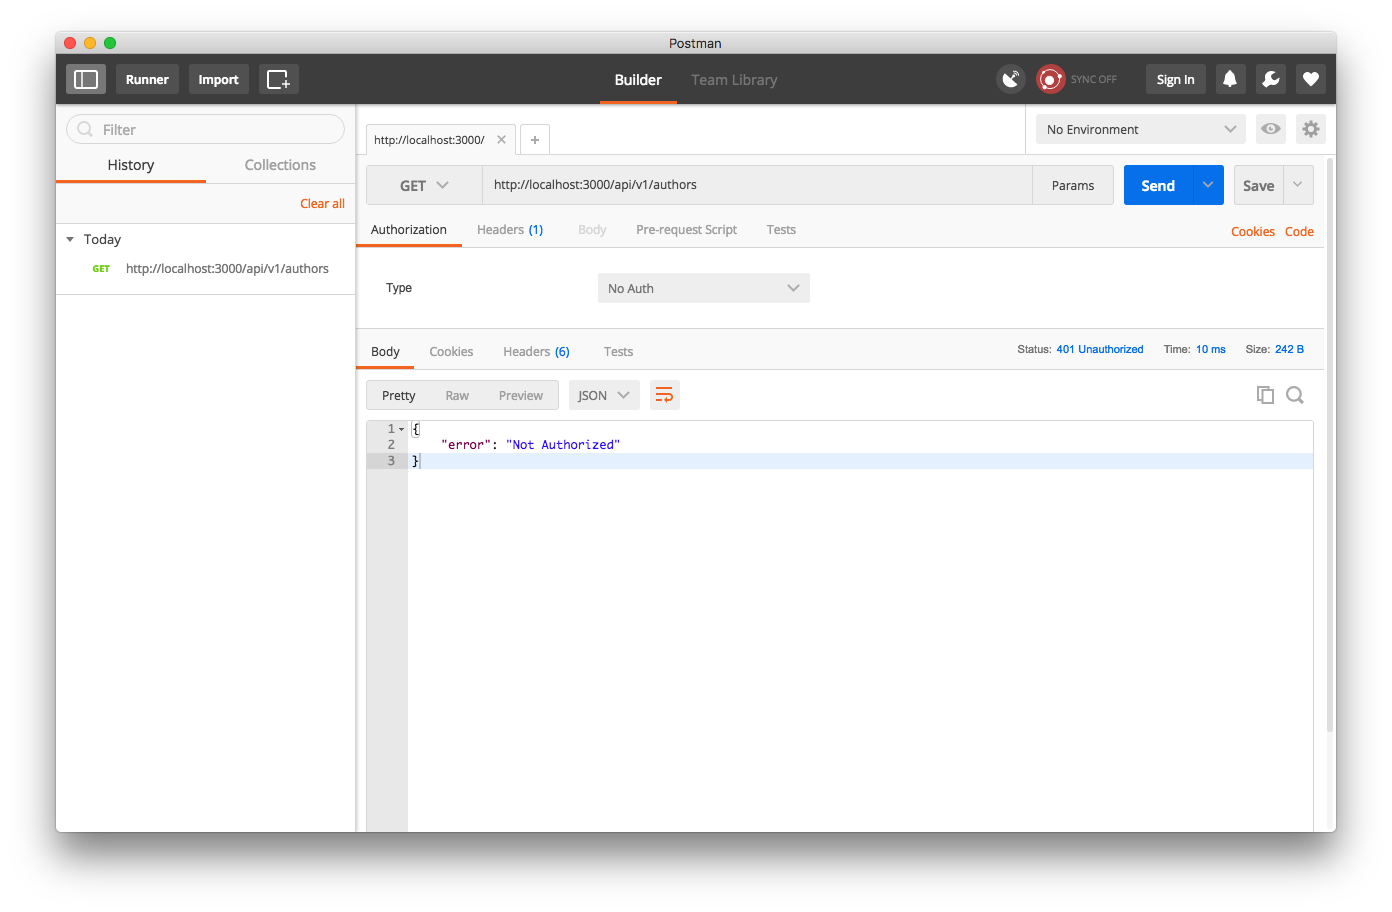 Postman
Runner Import Builder Team Library SYNC OFF Sign In
Filter
History Collections
Clear all
Today
GET http://localhost:3000/api/v1/authors
http://localhost:3000/ × + No Environment
GET http://localhost:3000/api/v1/authors Params Send Save
Authorization Headers (1) Body Pre-request Script Tests Cookies Code
Type No Auth
Body Cookies Headers (6) Tests Status: 401 Unauthorized Time: 10 ms Size: 242 B
Pretty Raw Preview JSON
1 {
2 "error": "Not Authorized"
3 }